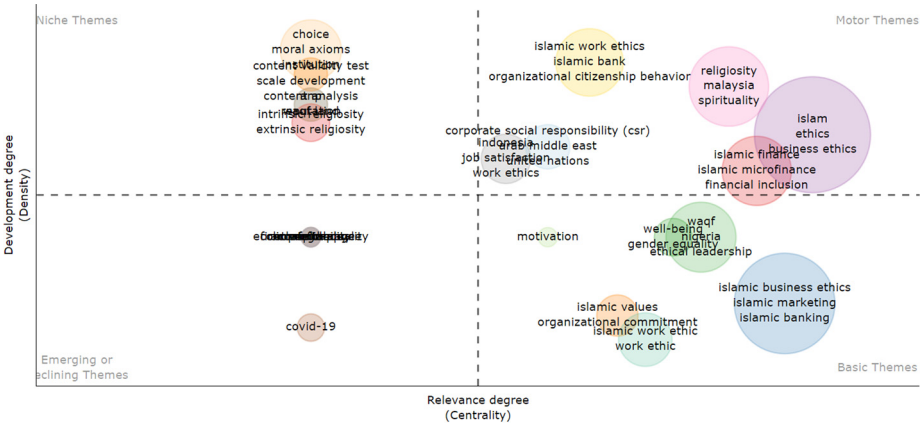 Niche Themes
Motor Themes
choice
moral axioms
institution
content validity test
scale development
content analysis
intrinsic religiosity
extrinsic religiosity
islamic work ethics
islamic bank
organizational citizenship behavior
religiosity
malaysia
spirituality
islam
ethics
business ethics
corporate social responsibility (csr)
arab middle east
united nations
indonesia
job satisfaction
work ethics
islamic finance
islamic microfinance
financial inclusion
motivation
well-being
gender equality
waqf
nigeria
ethical leadership
islamic business ethics
islamic marketing
islamic banking
islamic values
organizational commitment
islamic work ethic
work ethic
covid-19
Emerging or
eclining Themes
Basic Themes
Development degree
(Density)
Relevance degree
(Centrality)